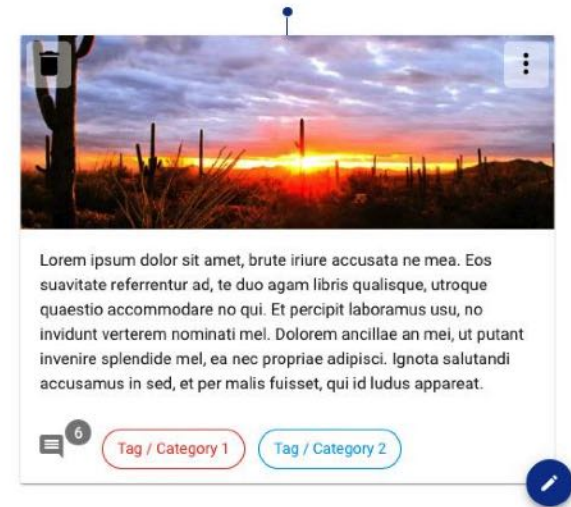 Lorem ipsum dolor sit amet, brute iriure accusata ne mea. Eos
suavitate referrentur ad, te duo agam libris qualisque, utroque
quaestio accommodare no qui. Et percipit laboramus usu, no
invidunt verterem nominati mel. Dolorem ancillae an mei, ut putant
invenire splendide mel, ea nec propriae adipisci. Ignota salutandi
accusamus in sed, et per malis fuisset, qui id ludus appareat.
6
Tag / Category 1 Tag / Category 2